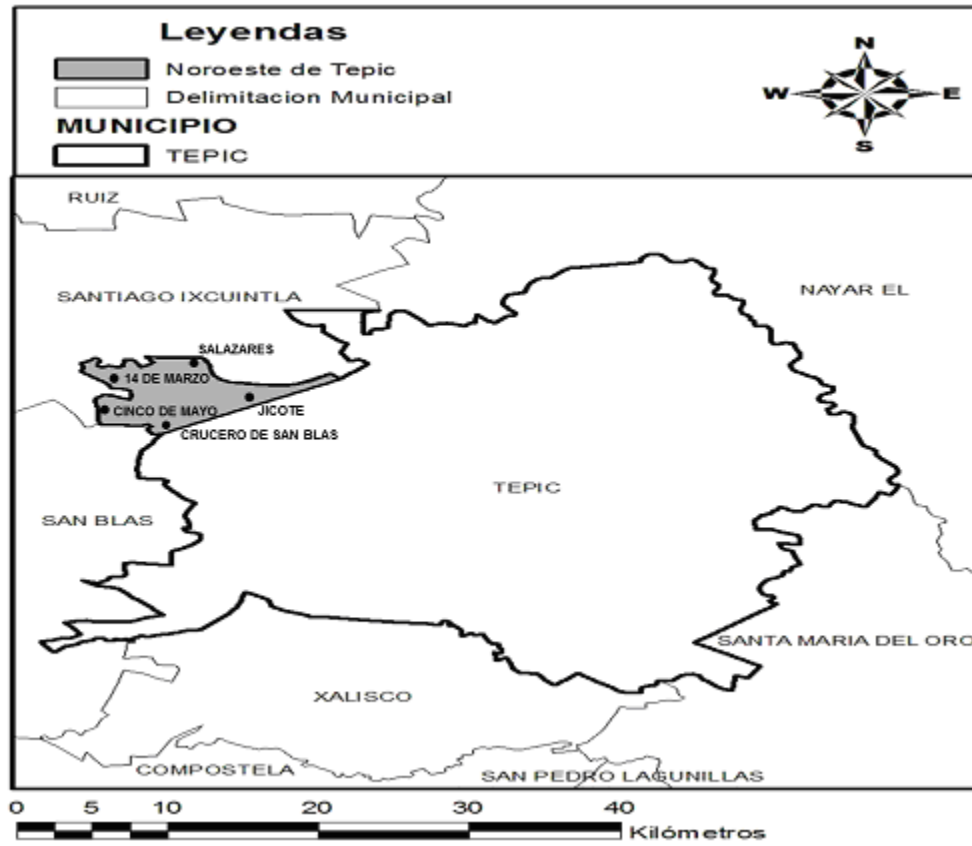 Leyendas
Noroeste de Tepic
Delimitacion Municipal
MUNICIPIO
TEPIC
N
W E
S
RUIZ
SANTIAGO IXCUINTLA
NAYAR EL
SALAZARES
14 DE MARZO
CINCO DE MAYO
JICOTE
CRUCERO DE SAN BLAS
TEPIC
SAN BLAS
SANTA MARIA DEL ORO
XALISCO
COMPOSTELA
SAN PEDRO LAGUNILLAS
0 5 10 20 30 40
Kilómetros